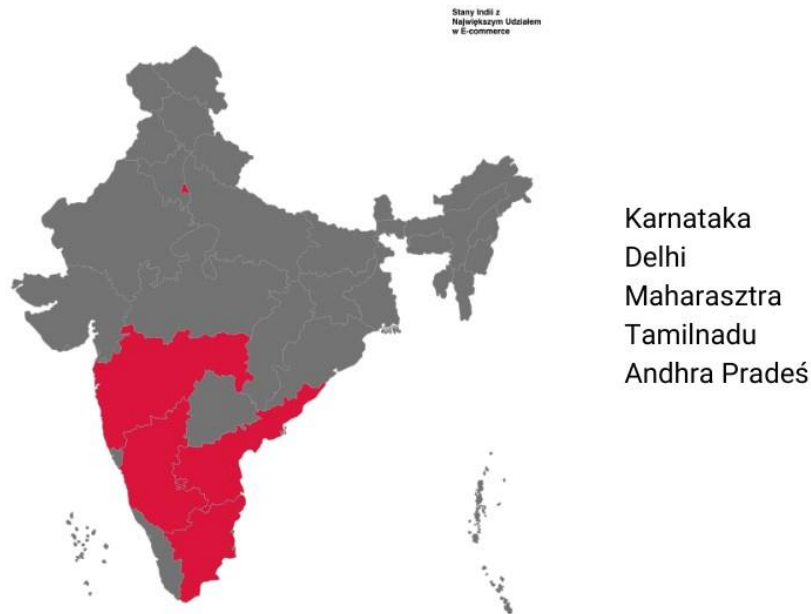 Stany Indii z
Największym Udziałem
w E-commerce
Karnataka
Delhi
Maharasztra
Tamilnadu
Andhra Pradeś